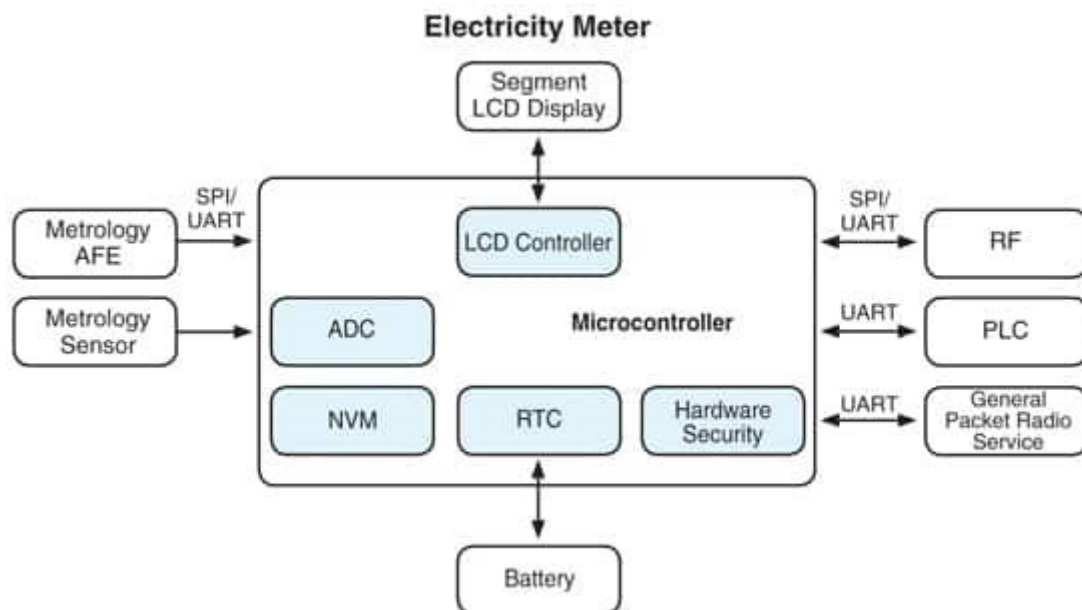 Electricity Meter
Segment
LCD Display
SPI/
UART
SPI/
UART
Metrology
AFE
LCD Controller
RF
Metrology
Sensor
ADC
Microcontroller
UART
PLC
NVM
RTC
Hardware
Security
UART
General
Packet Radio
Service
Battery